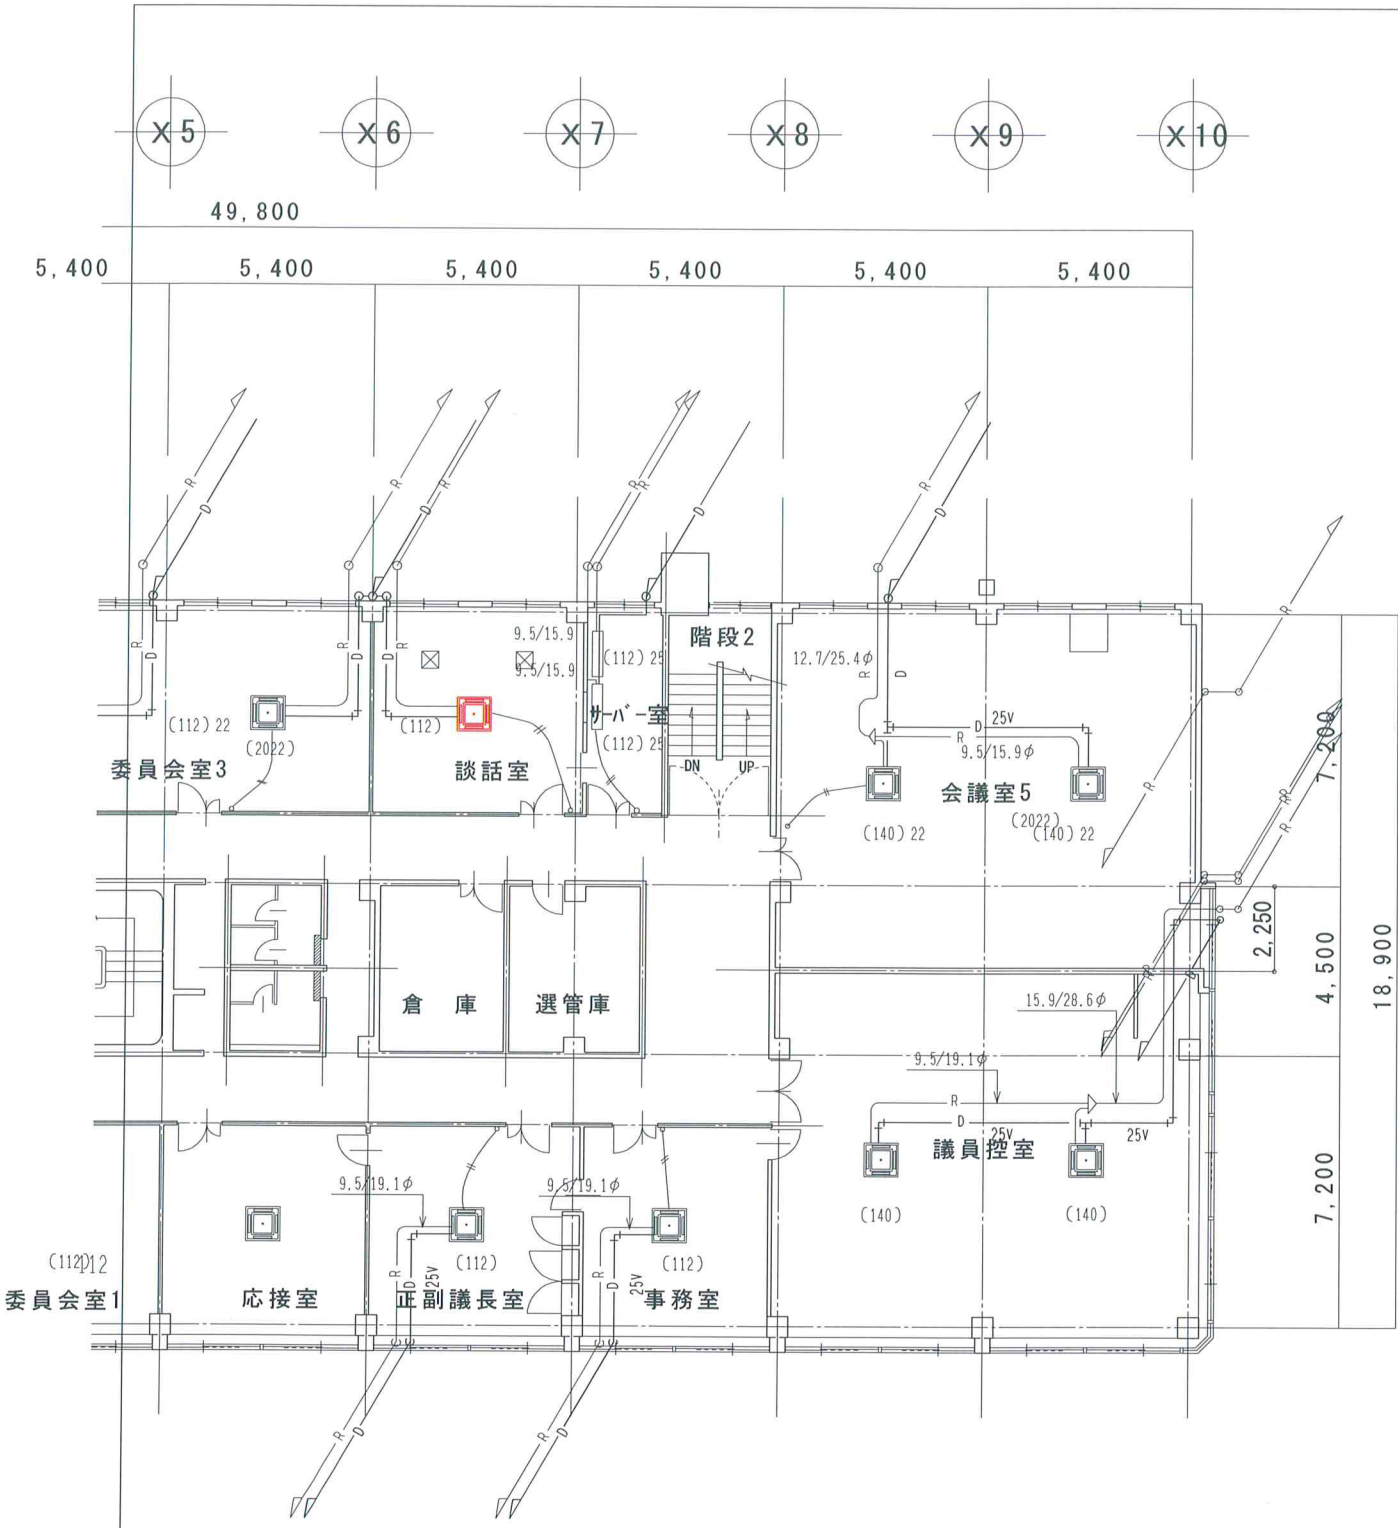 X5
X6
X7
X8
X9
X10
49,800
5,400
5,400
5,400
5,400
5,400
5,400
R
D
R
D
R
R
R
D
R
D
R
R
D
R
D
R
9.5/15.9
9.5/15.9
(112) 25
階段2
12.7/25.4φ
R
D
(112) 22
(2022)
(112)
サーバー室
(112) 25
委員会室3
談話室
DN
UP
D
25V
R
9.5/15.9φ
会議室5
(140) 22
(2022)
(140) 22
R
R
R
7,200
2,250
4,500
18,900
倉庫
選管庫
15.9/28.6φ
9.5/19.1φ
R
D
25V
25V
議員控室
(140)
(140)
7,200
9.5/19.1φ
9.5/19.1φ
(112)
112
(112)
(112)
R
D
25V
R
D
25V
委員会室1
応接室
正副議長室
事務室
R
D
R
D